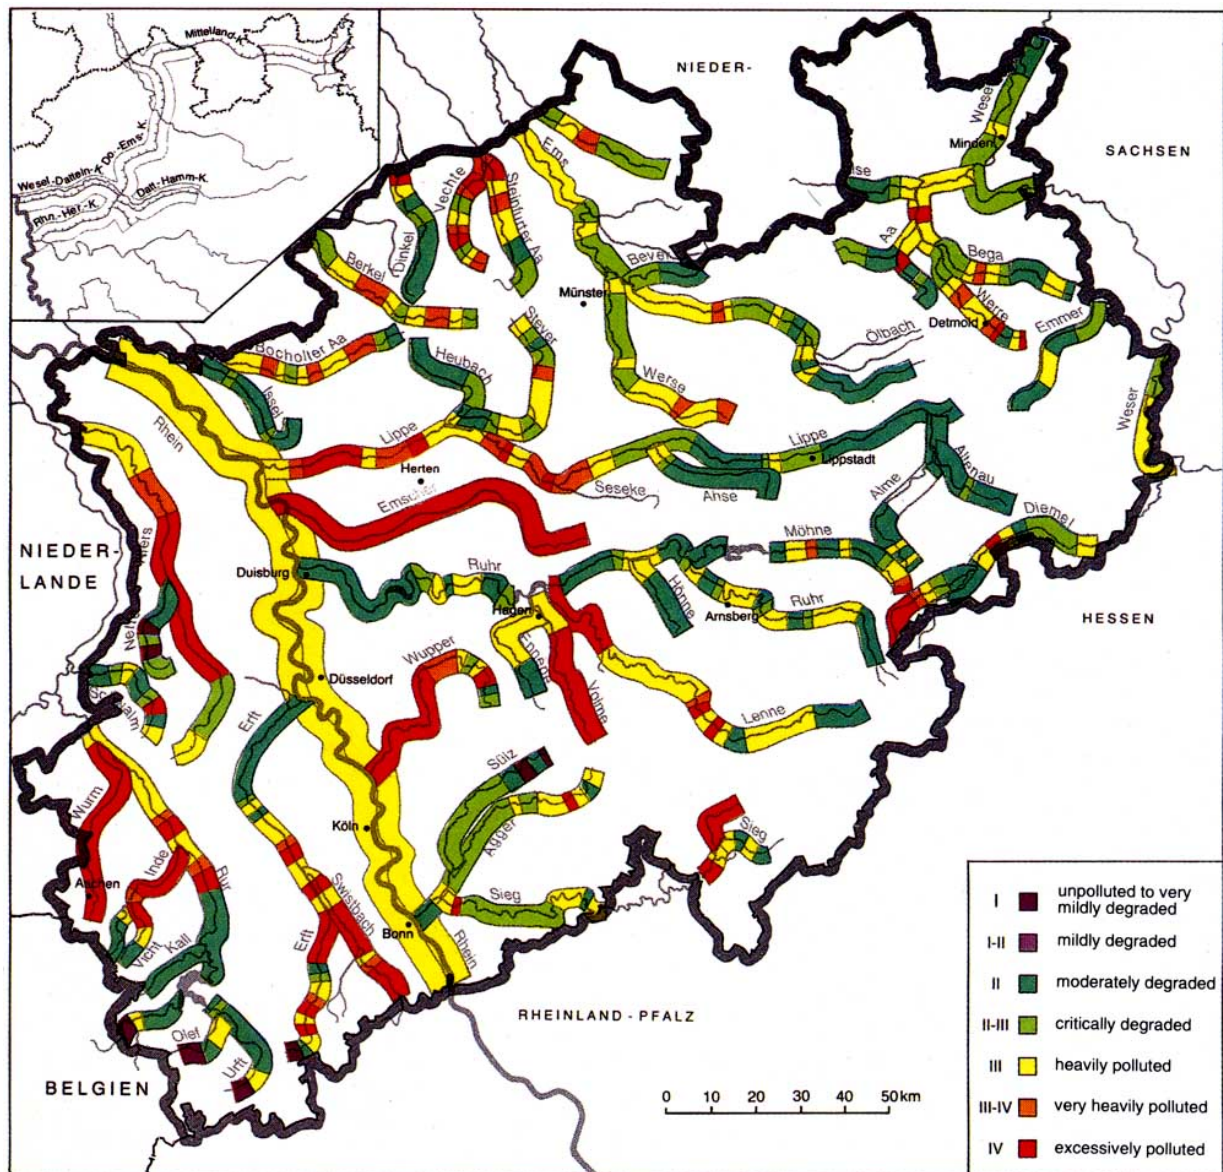 Mittelland-K.
Do.-Ems-K.
Wesel-Datteln-K.
Datt-Hamm-K.
Rhn.-Her.-K.
NIEDER-
SACHSEN
Weser
Minden
Ems
Vechte
Steinfurter Aa
Dinkel
Berkel
Bever
Münster
Aa
Bega
Werre
Detmold
Emmer
Ölbach
Stever
Bocholter Aa
Heubach
Issel
Werse
Weser
Rhein
Lippe
Herten
Lippe
Lippstadt
Seseke
Ahse
Altenau
Alme
Emscher
Diemel
Möhne
NIEDER-
LANDE
Duisburg
Ruhr
Hagen
Hönne
Arnsberg
Ruhr
HESSEN
Wupper
Volme
Düsseldorf
Lenne
Erft
Sülz
Wurm
Köln
Agger
Sieg
Inde
Rur
Aachen
Swistbach
Sieg
Bonn
Erft
Rhein
Vicht
Kall
RHEINLAND-PFALZ
Olef
Urft
BELGIEN
0 10 20 30 40 50 km
I unpolluted to very
mildly degraded
I-II mildly degraded
II moderately degraded
II-III critically degraded
III heavily polluted
III-IV very heavily polluted
IV excessively polluted